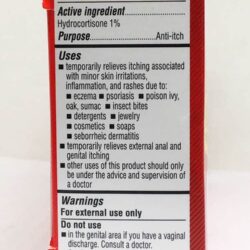 Active ingredient
Hydrocortisone 1%
Purpose..........................Anti-itch
Uses
■ temporarily relieves itching associated
with minor skin irritations,
inflammation, and rashes due to:
■ eczema ■ psoriasis ■ poison ivy,
oak, sumac ■ insect bites
■ detergents ■ jewelry
■ cosmetics ■ soaps
■ seborrheic dermatitis
■ temporarily relieves external anal and
genital itching
■ other uses of this product should only be
under the advice and supervision of
a doctor
Warnings
For external use only
Do not use
■ in the genital area if you have a vaginal
discharge. Consult a doctor.